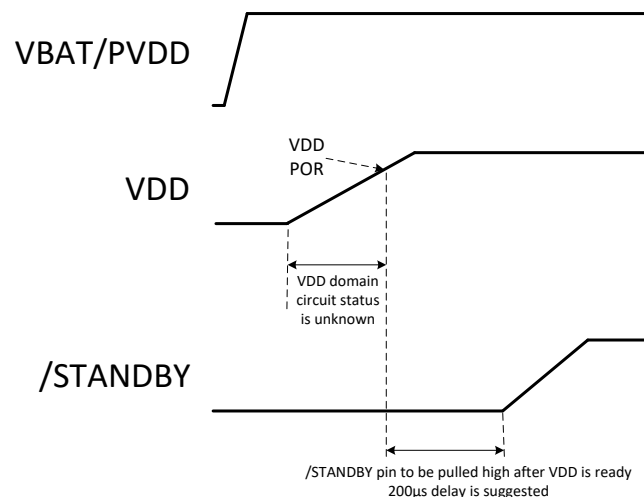 VBAT/PVDD
VDD
POR
VDD
VDD domain
circuit status
is unknown
/STANDBY
/STANDBY pin to be pulled high after VDD is ready
200µs delay is suggested